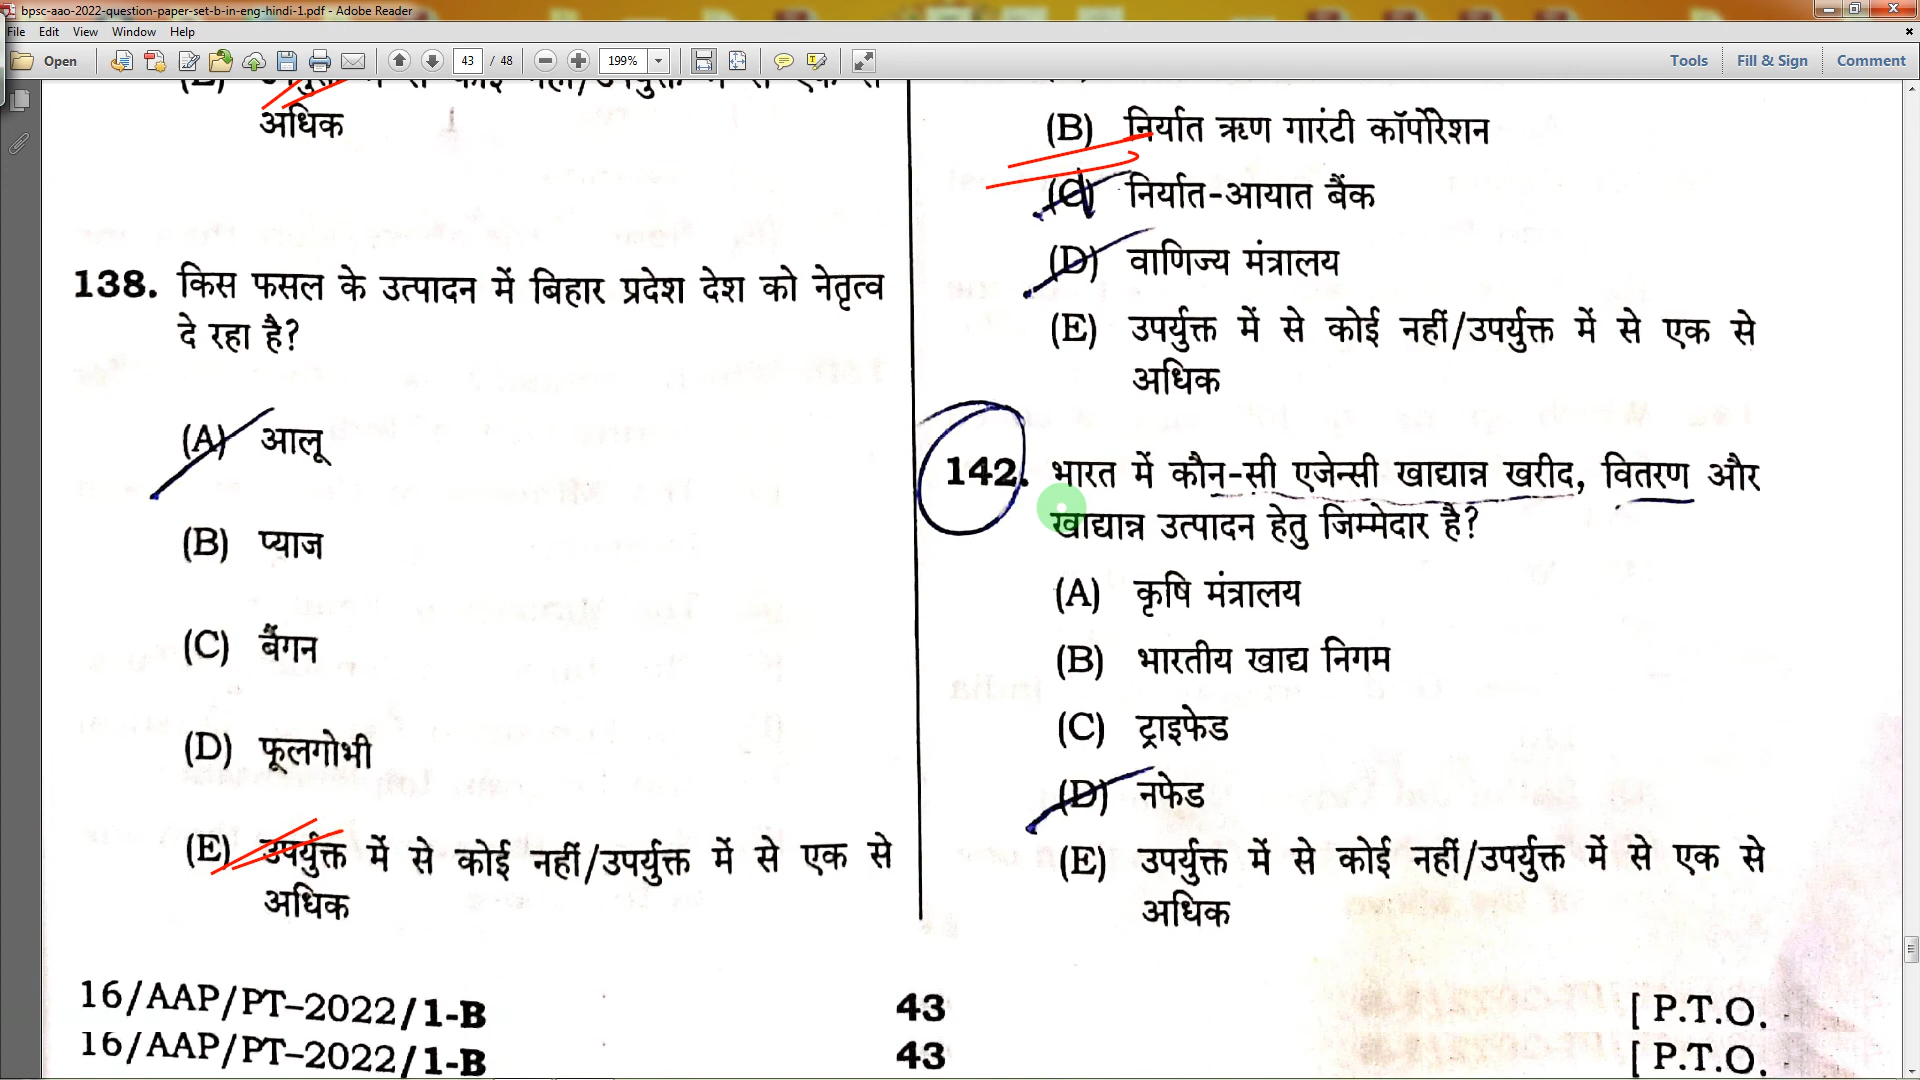 bpsc-aao-2022-question-paper-set-b-in-eng-hindi-1.pdf - Adobe Reader
File Edit View Window Help
Open 43 / 48 199% Tools Fill & Sign Comment
अधिक
138. किस फसल के उत्पादन में बिहार प्रदेश देश को नेतृत्व
दे रहा है?
(A) आलू
(B) प्याज
(C) बैंगन
(D) फूलगोभी
(E) उपर्युक्त में से कोई नहीं/उपर्युक्त में से एक से
अधिक
(B) निर्यात ऋण गारंटी कॉर्पोरेशन
(C) निर्यात-आयात बैंक
(D) वाणिज्य मंत्रालय
(E) उपर्युक्त में से कोई नहीं/उपर्युक्त में से एक से
अधिक
142. भारत में कौन-सी एजेन्सी खाद्यान्न खरीद, वितरण और
खाद्यान्न उत्पादन हेतु जिम्मेदार है?
(A) कृषि मंत्रालय
(B) भारतीय खाद्य निगम
(C) ट्राइफेड
(D) नफेड
(E) उपर्युक्त में से कोई नहीं/उपर्युक्त में से एक से
अधिक
16/AAP/PT–2022/1-B 43 [ P.T.O.
16/AAP/PT–2022/1-B 43 [ P.T.O.